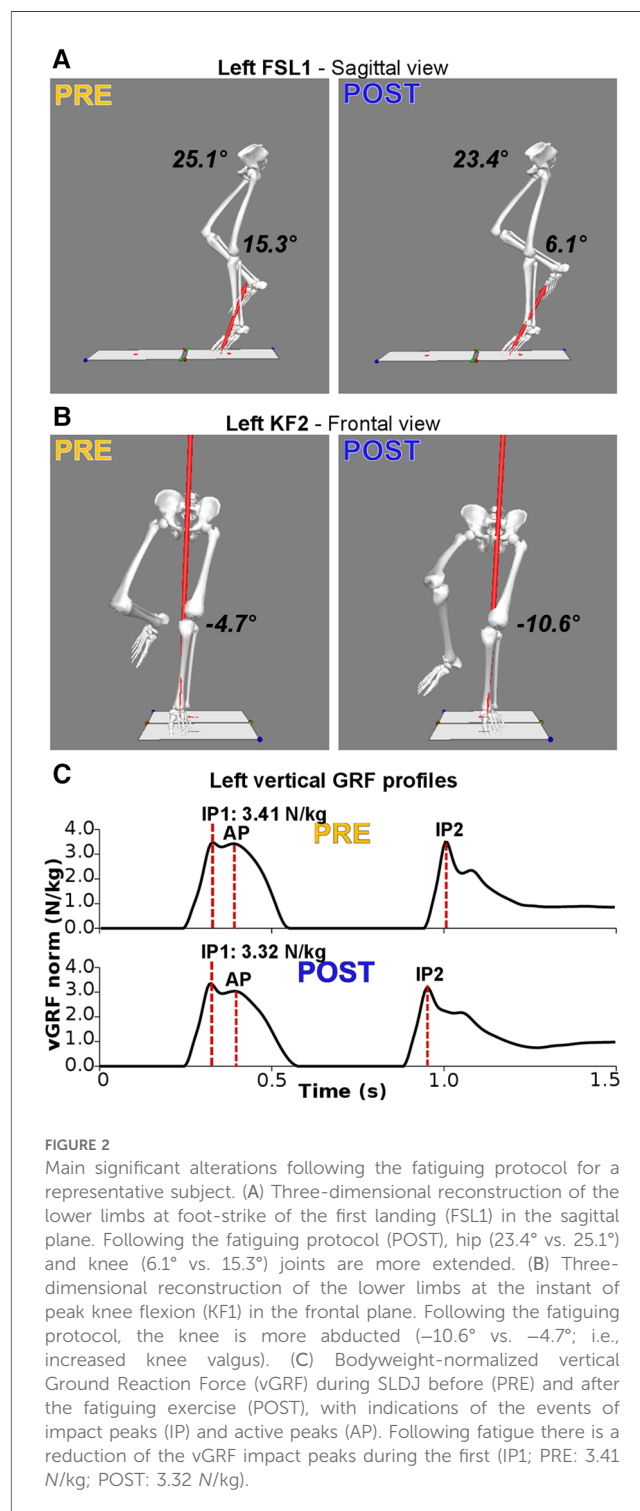 A
Left FSL1 - Sagittal view
PRE
POST
25.1°
15.3°
23.4°
6.1°
B
Left KF2 - Frontal view
PRE
POST
-4.7°
-10.6°
C
Left vertical GRF profiles
IP1: 3.41 N/kg
AP
PRE
IP2
4.0
3.0
2.0
1.0
0.0
IP1: 3.32 N/kg
AP
POST
IP2
4.0
3.0
2.0
1.0
0.0
vGRF norm (N/kg)
0
0.5
1.0
1.5
Time (s)
FIGURE 2
Main significant alterations following the fatiguing protocol for a
representative subject. (A) Three-dimensional reconstruction of the
lower limbs at foot-strike of the first landing (FSL1) in the sagittal
plane. Following the fatiguing protocol (POST), hip (23.4° vs. 25.1°)
and knee (6.1° vs. 15.3°) joints are more extended. (B) Three-
dimensional reconstruction of the lower limbs at the instant of
peak knee flexion (KF1) in the frontal plane. Following the fatiguing
protocol, the knee is more abducted (−10.6° vs. −4.7°; i.e.,
increased knee valgus). (C) Bodyweight-normalized vertical
Ground Reaction Force (vGRF) during SLDJ before (PRE) and after
the fatiguing exercise (POST), with indications of the events of
impact peaks (IP) and active peaks (AP). Following fatigue there is a
reduction of the vGRF impact peaks during the first (IP1; PRE: 3.41
N/kg; POST: 3.32 N/kg).